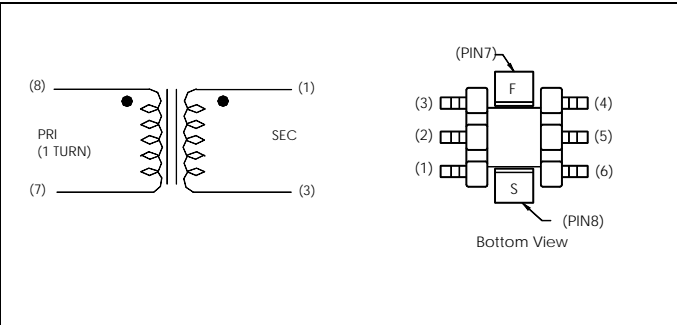 (8)
(1)
PRI
(1 TURN)
SEC
(7)
(3)
(PIN7)
F
(3)
(4)
(2)
(5)
(1)
(6)
S
(PIN8)
Bottom View